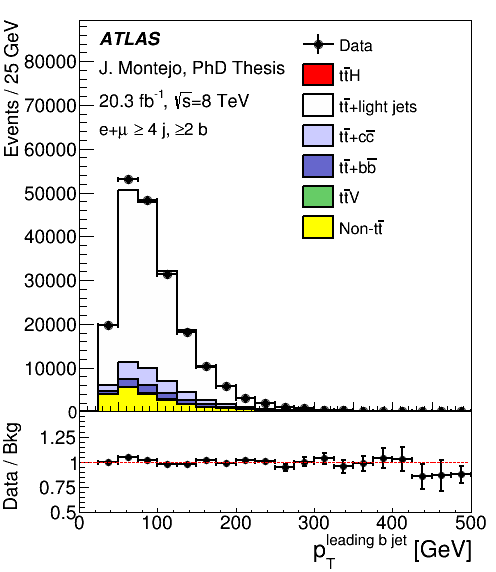 ATLAS
J. Montejo, PhD Thesis
20.3 fb⁻¹, √s=8 TeV
e+μ ≥ 4 j, ≥2 b
Data
tt̄H
tt̄+light jets
tt̄+cc̄
tt̄+bb̄
tt̄V
Non-tt̄
Events / 25 GeV
80000
70000
60000
50000
40000
30000
20000
10000
0
Data / Bkg
1.25
1
0.75
0.5
0 100 200 300 400 500
p_T^leading b jet [GeV]